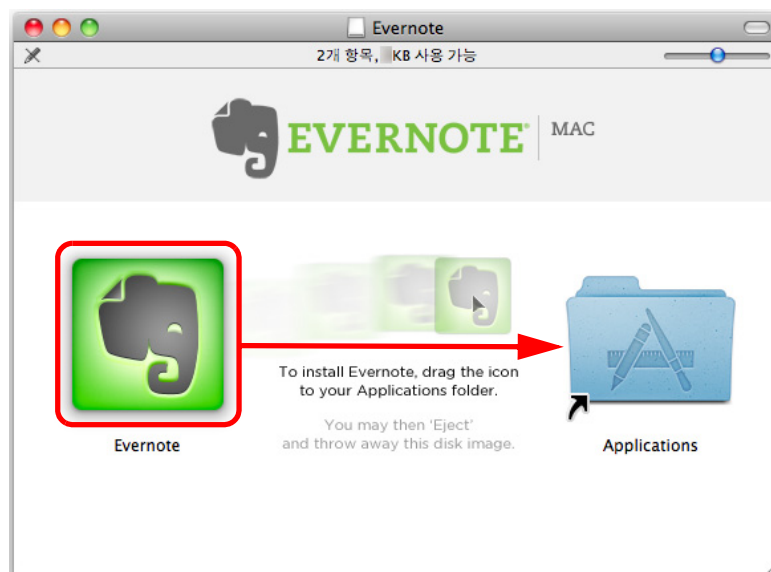 Evernote
2개 항목, KB 사용 가능
EVERNOTE® MAC
To install Evernote, drag the icon
to your Applications folder.
You may then 'Eject'
and throw away this disk image.
Evernote
Applications